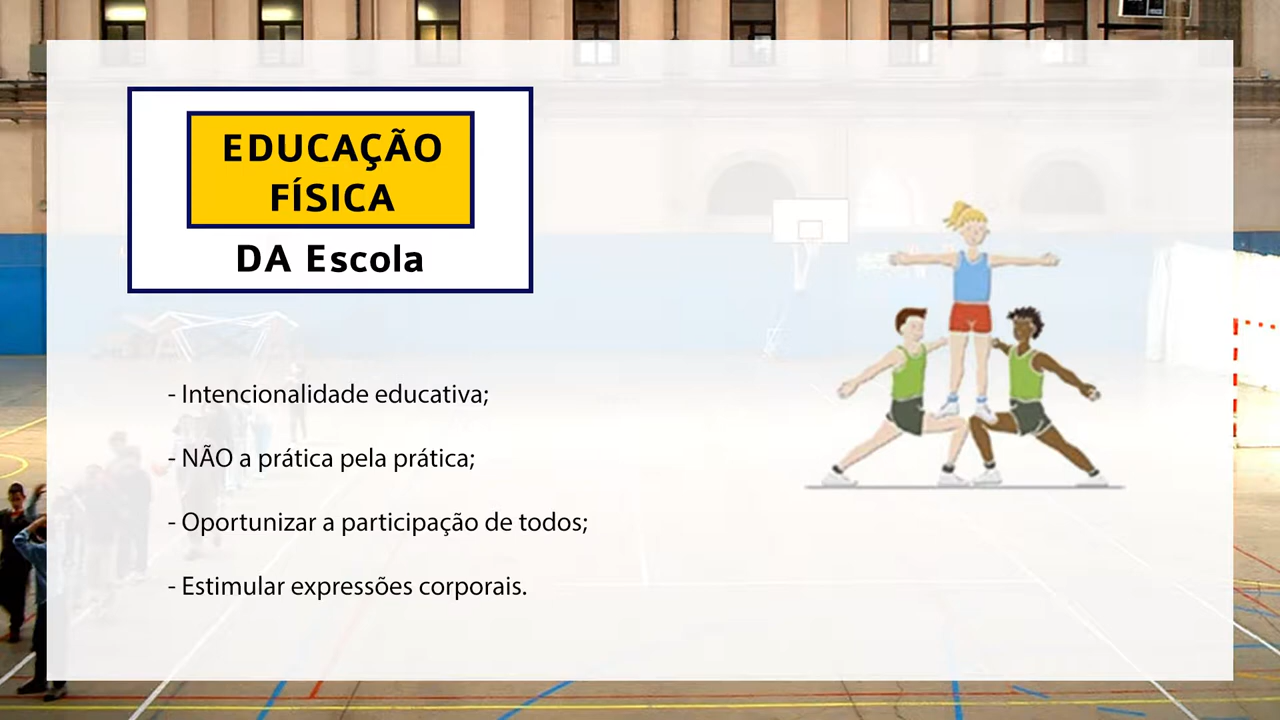 EDUCAÇÃO
FÍSICA
DA Escola
- Intencionalidade educativa;
- NÃO a prática pela prática;
- Oportunizar a participação de todos;
- Estimular expressões corporais.